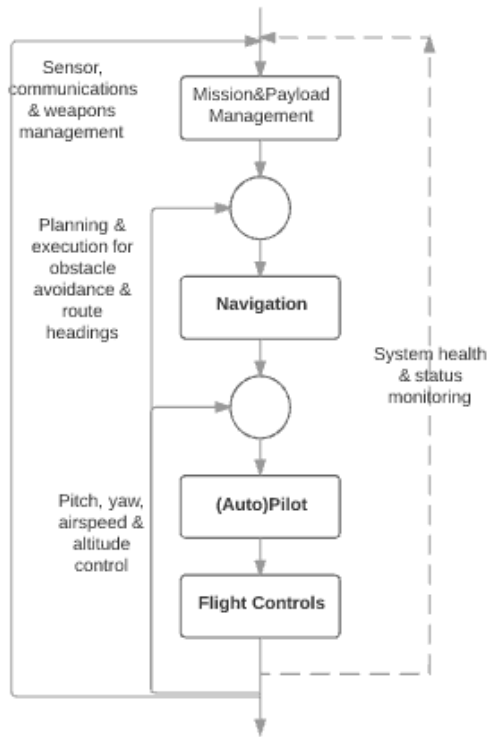 Sensor,
communications
& weapons
management
Mission&Payload
Management
Planning &
execution for
obstacle
avoidance &
route
headings
Navigation
System health
& status
monitoring
Pitch, yaw,
airspeed &
altitude
control
(Auto)Pilot
Flight Controls